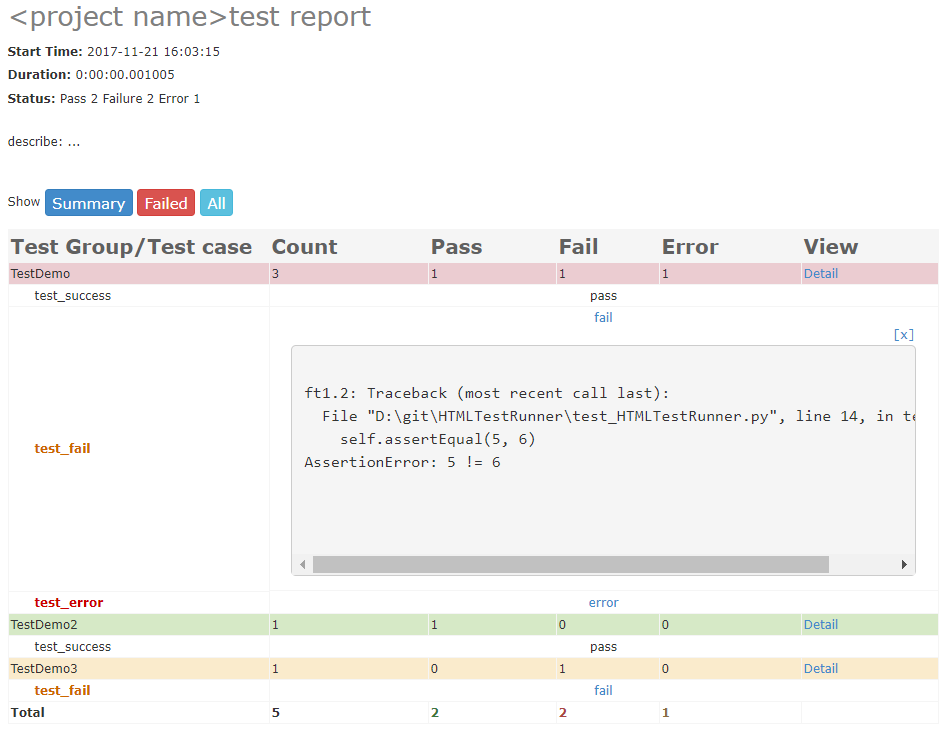 <project name>test report
Start Time: 2017-11-21 16:03:15
Duration: 0:00:00.001005
Status: Pass 2 Failure 2 Error 1
describe: ...
Show Summary Failed All
Test Group/Test case Count Pass Fail Error View
TestDemo 3 1 1 1 Detail
test_success pass
fail
[x]
ft1.2: Traceback (most recent call last):
File "D:\git\HTMLTestRunner\test_HTMLTestRunner.py", line 14, in te
self.assertEqual(5, 6)
test_fail
AssertionError: 5 != 6
test_error error
TestDemo2 1 1 0 0 Detail
test_success pass
TestDemo3 1 0 1 0 Detail
test_fail fail
Total 5 2 2 1